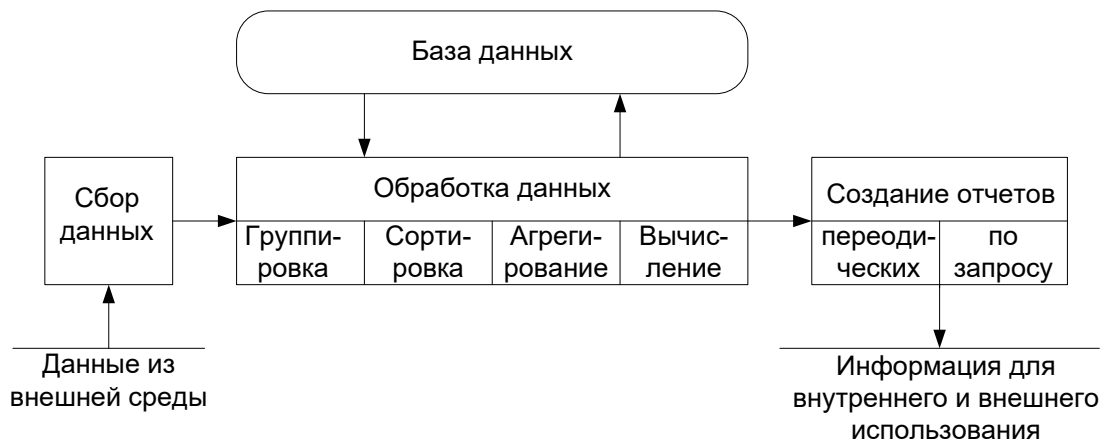 База данных
Сбор
данных
Обработка данных
Группи-
ровка
Сорти-
ровка
Агреги-
рование
Вычис-
ление
Создание отчетов
переоди-
ческих
по
запросу
Данные из
внешней среды
Информация для
внутреннего и внешнего
использования